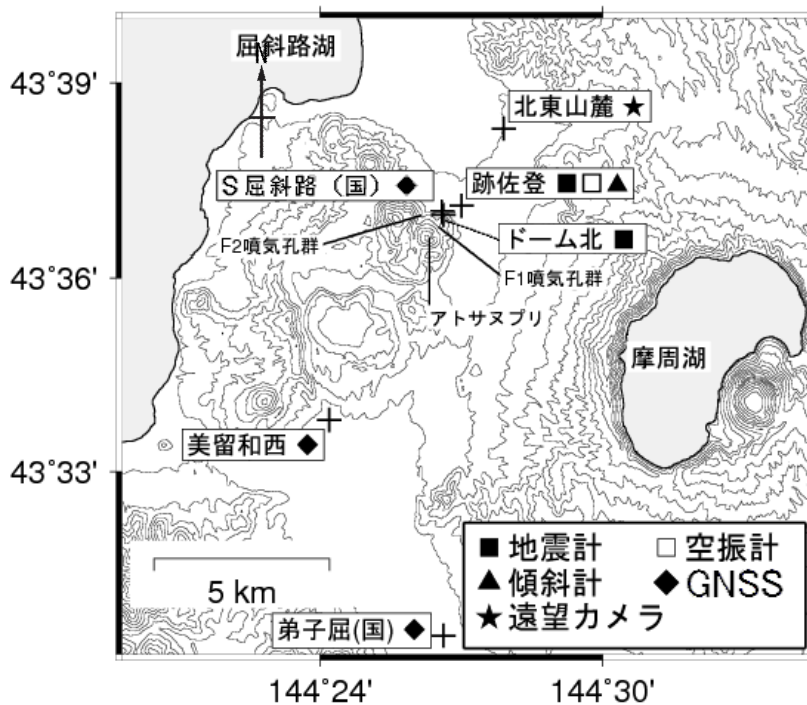 屈斜路湖
N
43°39'
北東山麓 ★
S屈斜路（国） ◆
跡佐登 ■□▲
ドーム北 ■
F2噴気孔群
F1噴気孔群
43°36'
アトサヌプリ
摩周湖
美留和西 ◆
43°33'
■ 地震計 □ 空振計
▲ 傾斜計 ◆ GNSS
★ 遠望カメラ
5 km
弟子屈(国) ◆
144°24' 144°30'